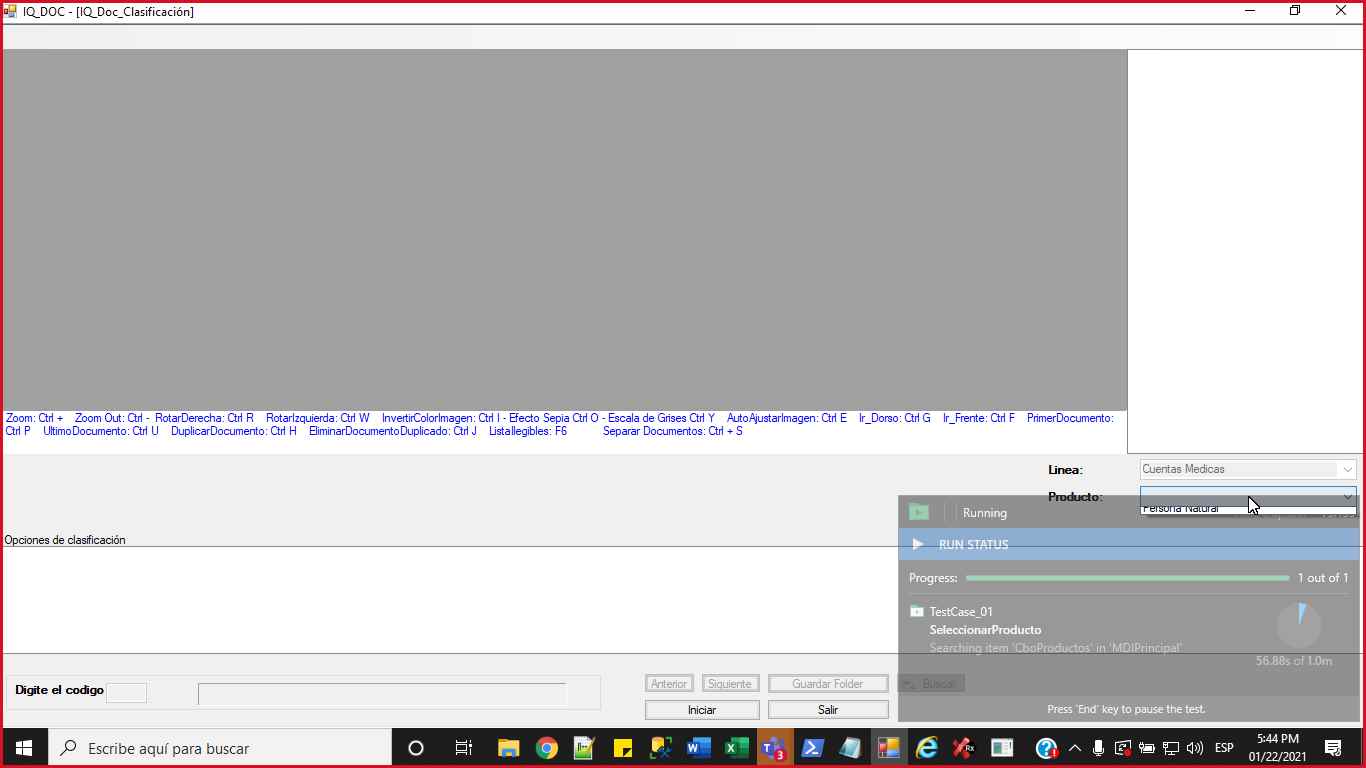 IQ_DOC - [IQ_Doc_Clasificación]
Zoom: Ctrl + Zoom Out: Ctrl - RotarDerecha: Ctrl R RotarIzquierda: Ctrl W InvertirColorImagen: Ctrl I - Efecto Sepia Ctrl O - Escala de Grises Ctrl Y AutoAjustarImagen: Ctrl E Ir_Dorso: Ctrl G Ir_Frente: Ctrl F PrimerDocumento:
Ctrl P UltimoDocumento: Ctrl U DuplicarDocumento: Ctrl H EliminarDocumentoDuplicado: Ctrl J ListaIlegibles: F6 Separar Documentos: Ctrl + S
Linea: Cuentas Medicas
Producto:
Persona Natural
Running
Opciones de clasificación
RUN STATUS
Progress: 1 out of 1
TestCase_01
SeleccionarProducto
Searching item 'CboProductos' in 'MDIPrincipal'
56.88s of 1.0m
Digite el codigo
Anterior Siguiente Guardar Folder Buscar
Iniciar Salir
Press 'End' key to pause the test.
Escribe aquí para buscar
3
ESP
5:44 PM
01/22/2021